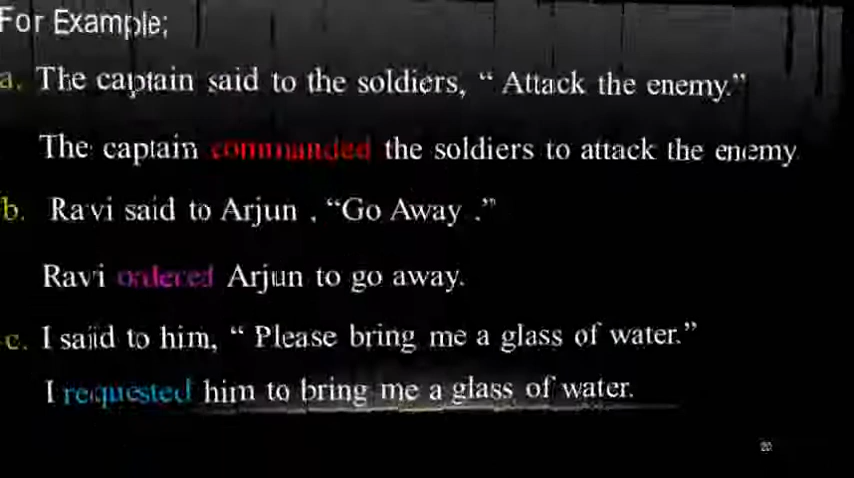 For Example;
a. The captain said to the soldiers, “ Attack the enemy.”
The captain commanded the soldiers to attack the enemy
b. Ravi said to Arjun , “Go Away .”
Ravi ordered Arjun to go away.
c. I said to him, “ Please bring me a glass of water.”
I requested him to bring me a glass of water.
20